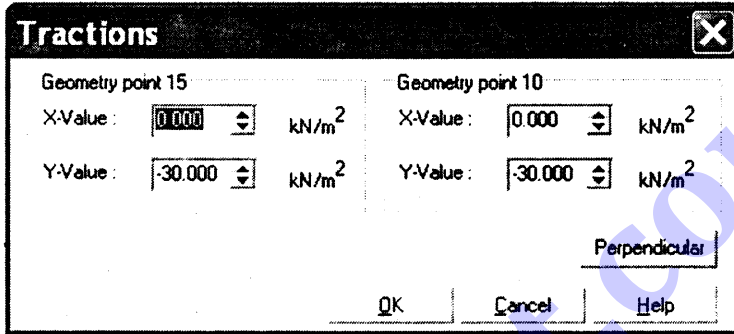 Tractions
Geometry point 15
X-Value : 0.000 kN/m²
Y-Value : -30.000 kN/m²
Geometry point 10
X-Value : 0.000 kN/m²
Y-Value : -30.000 kN/m²
Perpendicular
OK Cancel Help